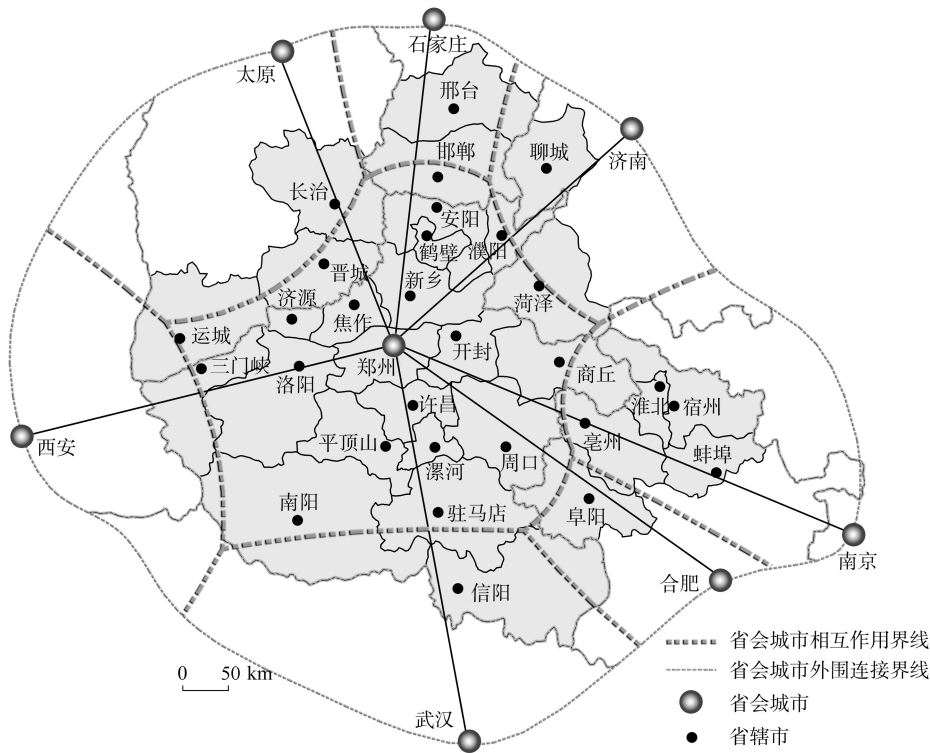 石家庄
太原
邢台
济南
邯郸
聊城
长治
安阳
鹤壁
濮阳
晋城
新乡
济源
菏泽
焦作
运城
开封
三门峡
郑州
商丘
洛阳
许昌
淮北
宿州
西安
平顶山
亳州
漯河
周口
蚌埠
南阳
驻马店
阜阳
南京
合肥
信阳
省会城市相互作用界线
省会城市外围连接界线
0 50 km
省会城市
武汉
省辖市